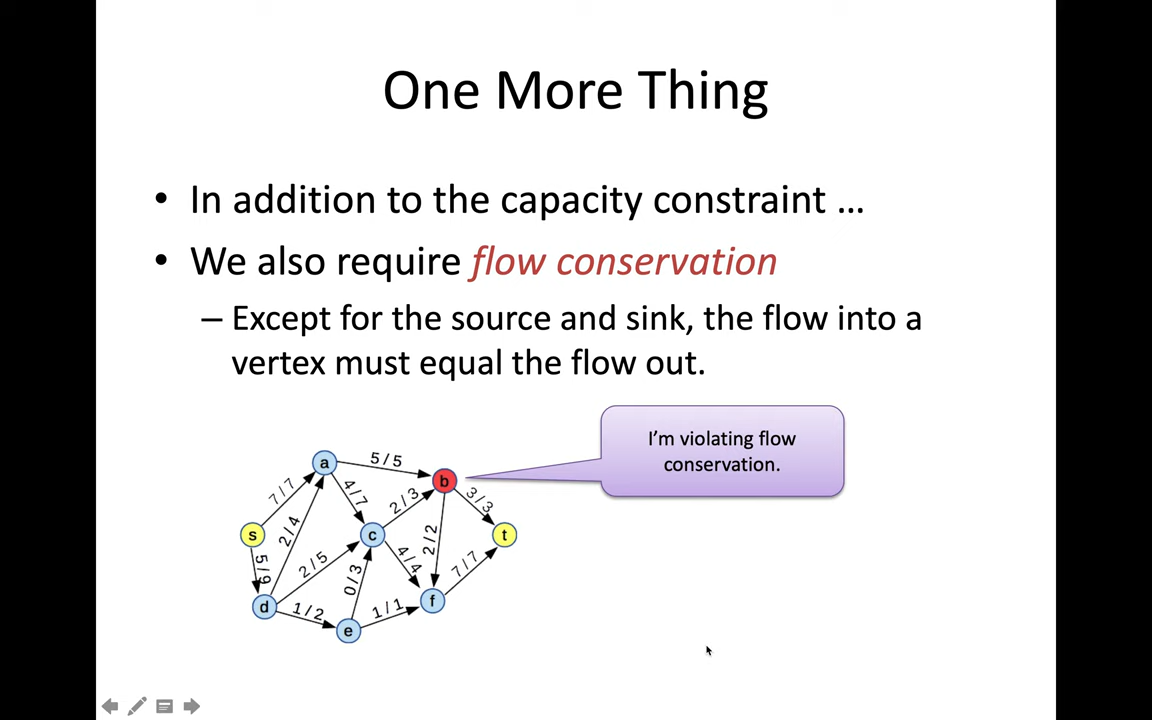 One More Thing
• In addition to the capacity constraint …
• We also require flow conservation
– Except for the source and sink, the flow into a
vertex must equal the flow out.
I’m violating flow
conservation.
a
5 / 5
b
7 / 7
4 / 7
2 / 3
3 / 3
s
2 / 4
c
t
5 / 9
2 / 5
0 / 3
4 / 4
2 / 2
7 / 7
d
1 / 2
e
1 / 1
f